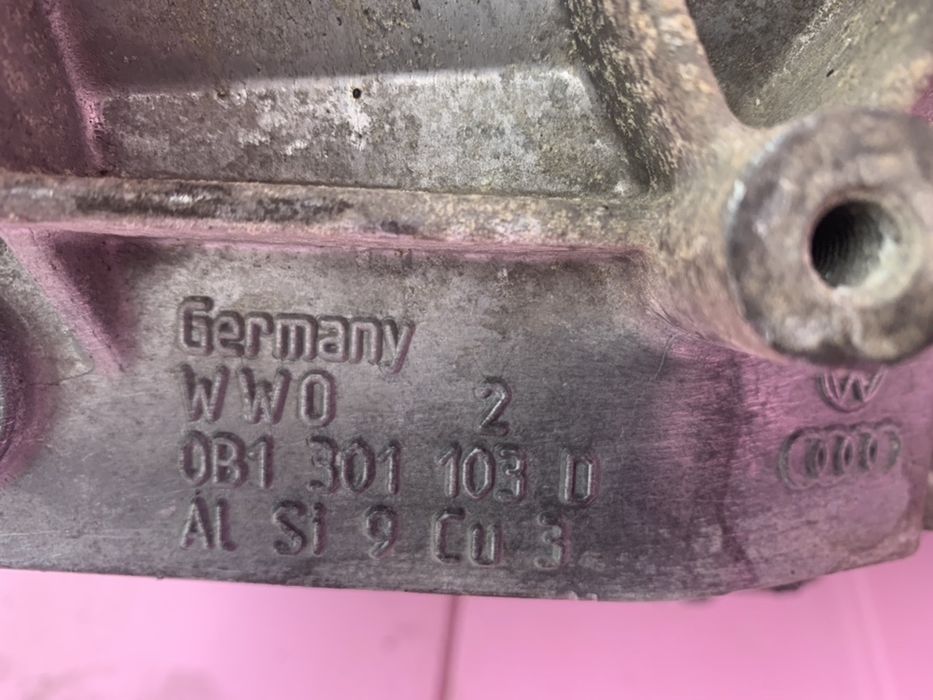 Germany
WWO 2
0B1 301 103 D
Al Si 9 Cu 3